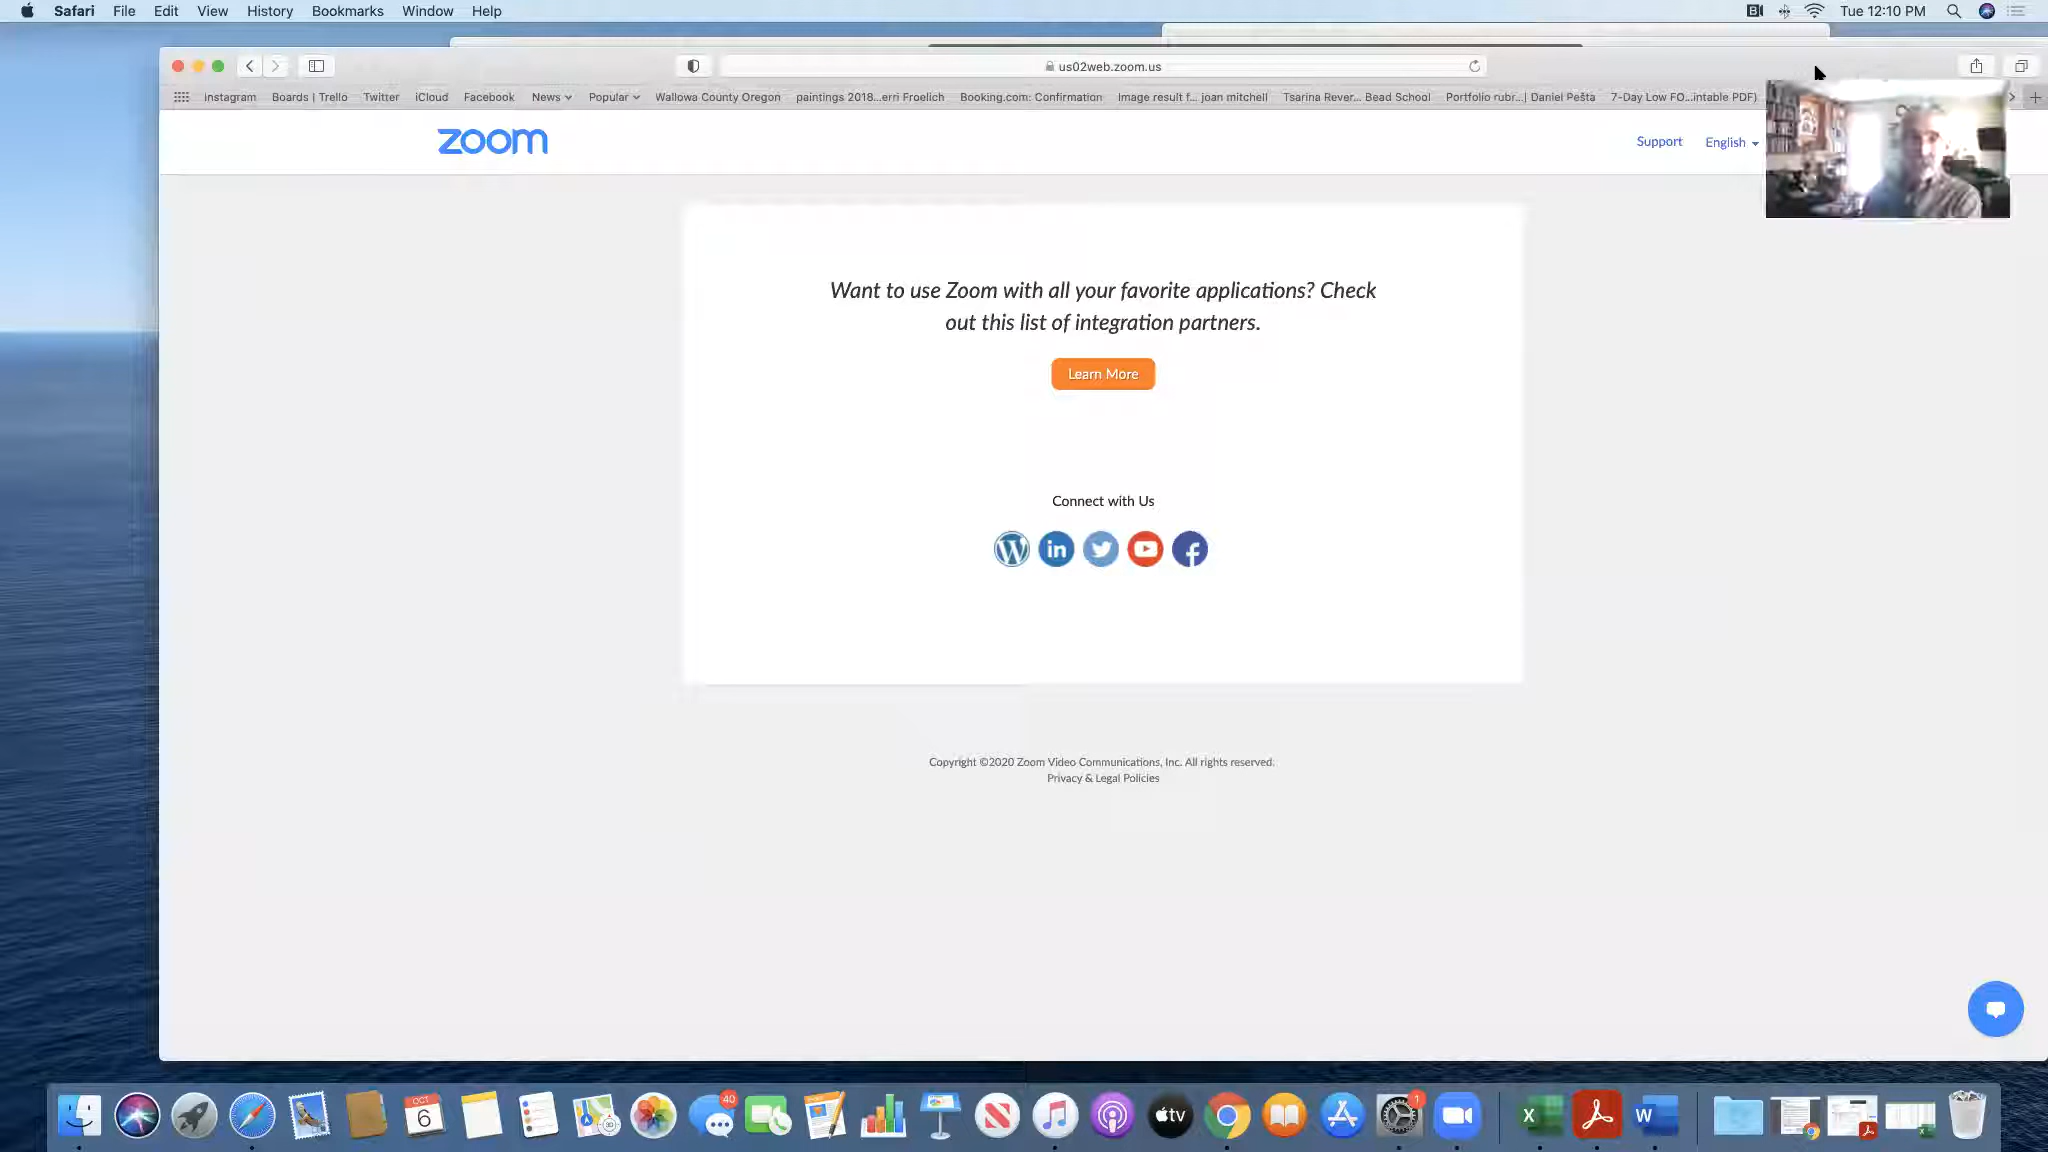 Safari File Edit View History Bookmarks Window Help
Tue 12:10 PM
us02web.zoom.us
Instagram Boards | Trello Twitter iCloud Facebook News Popular Wallowa County Oregon paintings 2018...erri Froelich Booking.com: Confirmation Image result f... joan mitchell Tsarina Rever... Bead School Portfolio rubr...| Daniel Pešta 7-Day Low FO...intable PDF)
zoom
Support English
Want to use Zoom with all your favorite applications? Check
out this list of integration partners.
Learn More
Connect with Us
Copyright ©2020 Zoom Video Communications, Inc. All rights reserved.
Privacy & Legal Policies
OCT
6
40
tv
1